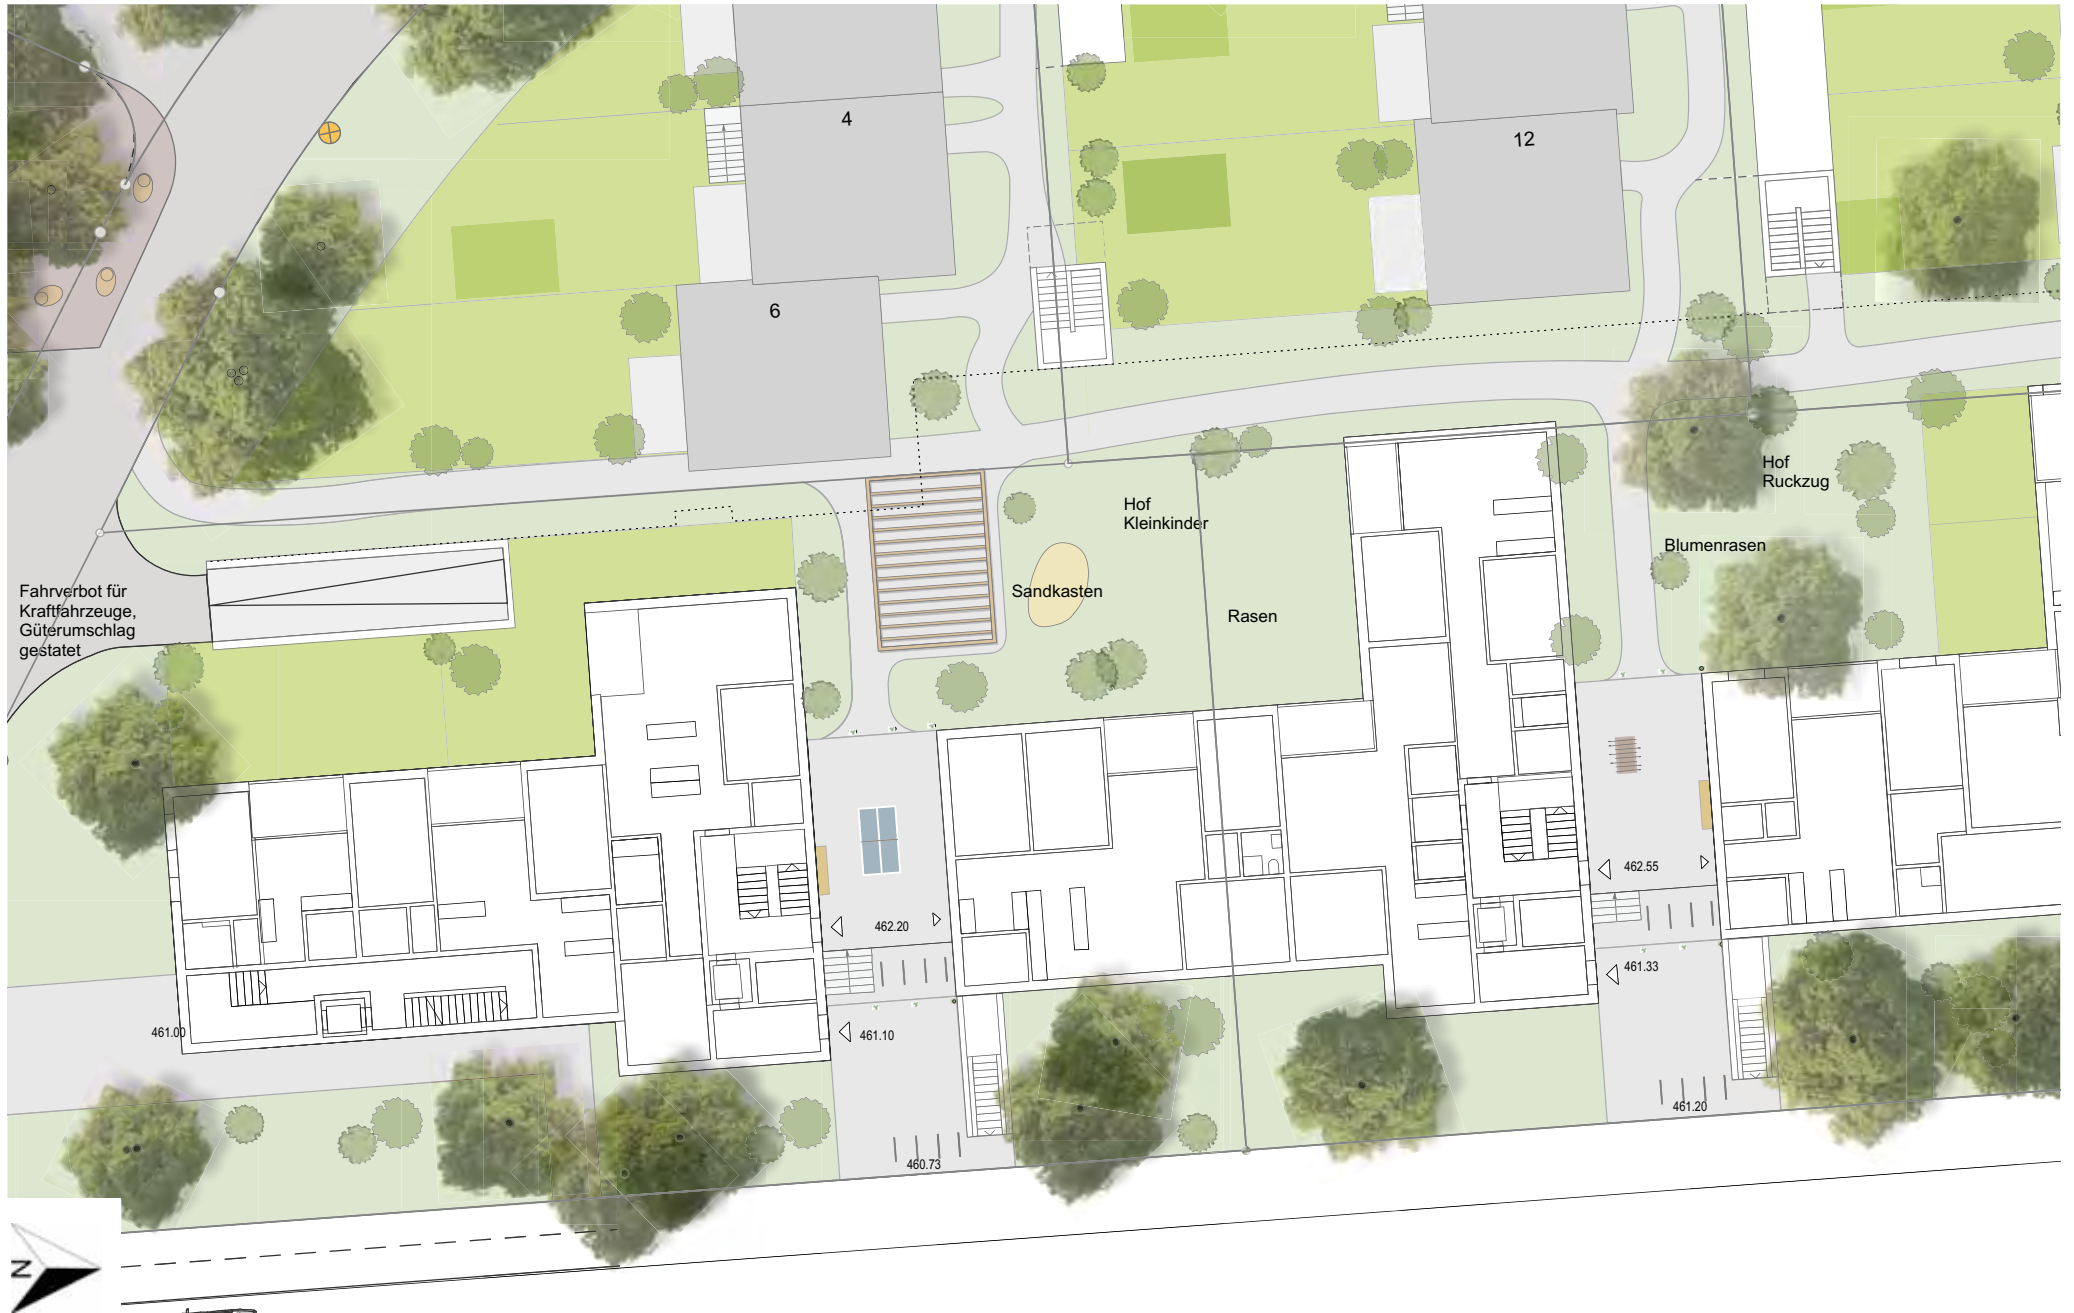 4
12
6
Hof
Kleinkinder
Hof
Ruckzug
Blumenrasen
Sandkasten
Rasen
Fahrverbot für
Kraftfahrzeuge,
Güterumschlag
gestatet
462.55
462.20
461.33
461.00
461.10
461.20
460.73
N